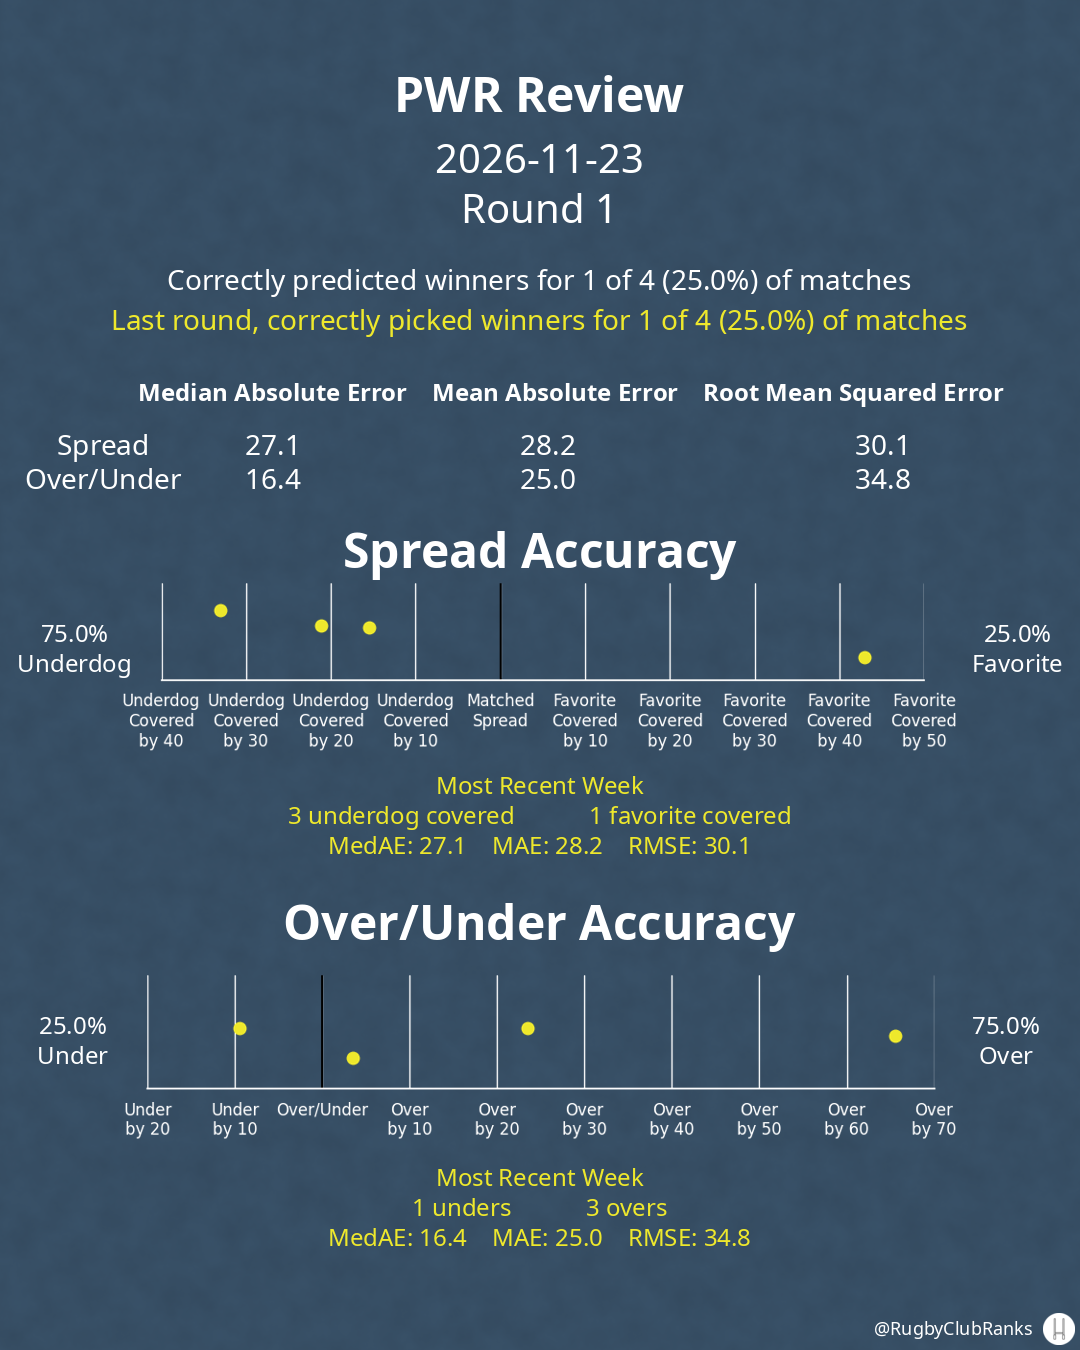 PWR Review
2026-11-23
Round 1
Correctly predicted winners for 1 of 4 (25.0%) of matches
Last round, correctly picked winners for 1 of 4 (25.0%) of matches
Median Absolute Error Mean Absolute Error Root Mean Squared Error
Spread 27.1 28.2 30.1
Over/Under 16.4 25.0 34.8
Spread Accuracy
75.0%
Underdog
25.0%
Favorite
Underdog Underdog Underdog Underdog Matched Favorite Favorite Favorite Favorite Favorite
Covered Covered Covered Covered Spread Covered Covered Covered Covered Covered
by 40 by 30 by 20 by 10 by 10 by 20 by 30 by 40 by 50
Most Recent Week
3 underdog covered 1 favorite covered
MedAE: 27.1 MAE: 28.2 RMSE: 30.1
Over/Under Accuracy
25.0%
Under
75.0%
Over
Under Under Over/Under Over Over Over Over Over Over Over
by 20 by 10 by 10 by 20 by 30 by 40 by 50 by 60 by 70
Most Recent Week
1 unders 3 overs
MedAE: 16.4 MAE: 25.0 RMSE: 34.8
@RugbyClubRanks